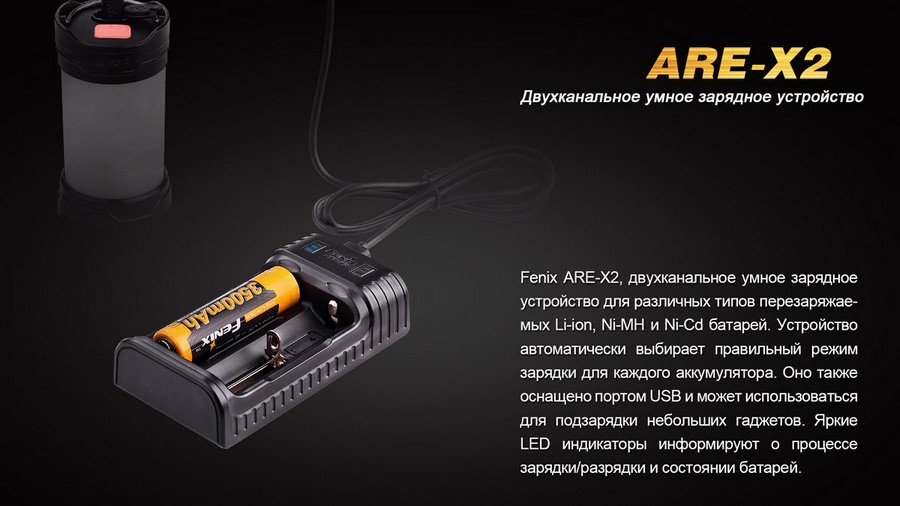 ARE-X2
Двухканальное умное зарядное устройство
3500mAh
FENIX
Fenix ARE-X2, двухканальное умное зарядное
устройство для различных типов перезаряжае-
мых Li-ion, Ni-MH и Ni-Cd батарей. Устройство
автоматически выбирает правильный режим
зарядки для каждого аккумулятора. Оно также
оснащено портом USB и может использоваться
для подзарядки небольших гаджетов. Яркие
LED индикаторы информируют о процессе
зарядки/разрядки и состоянии батарей.